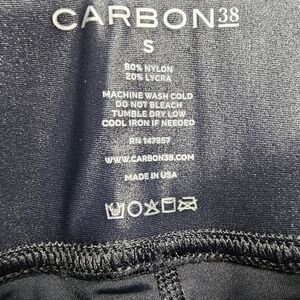 CARBON38
S
80% NYLON
20% LYCRA
MACHINE WASH COLD
DO NOT BLEACH
TUMBLE DRY LOW
COOL IRON IF NEEDED
RN 147957
WWW.CARBON38.COM
MADE IN USA